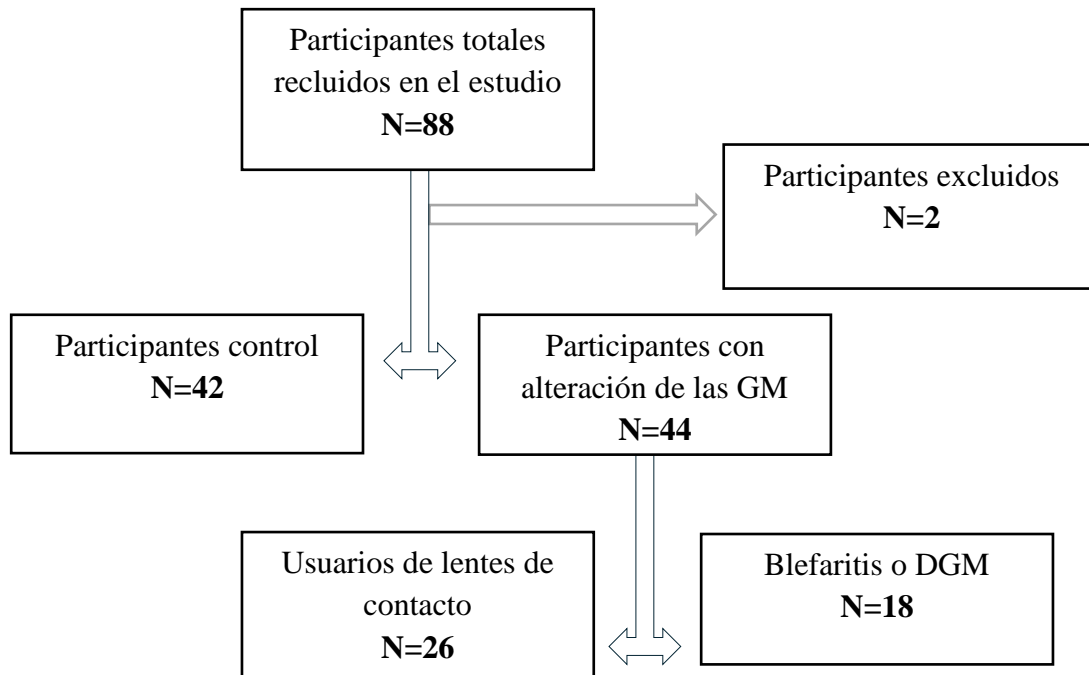 Participantes totales
recluidos en el estudio
N=88
Participantes excluidos
N=2
Participantes control
N=42
Participantes con
alteración de las GM
N=44
Usuarios de lentes de
contacto
N=26
Blefaritis o DGM
N=18